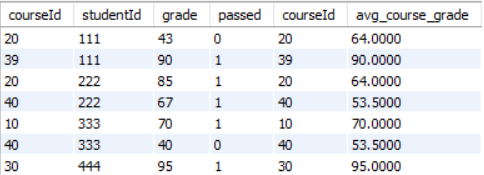 courseId studentId grade passed courseId avg_course_grade
20 111 43 0 20 64.0000
39 111 90 1 39 90.0000
20 222 85 1 20 64.0000
40 222 67 1 40 53.5000
10 333 70 1 10 70.0000
40 333 40 0 40 53.5000
30 444 95 1 30 95.0000